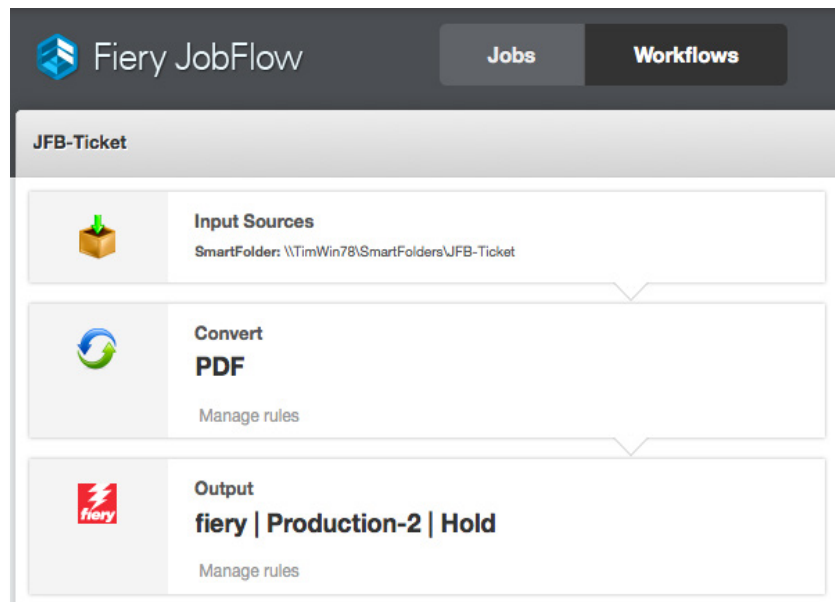 Fiery JobFlow
Jobs
Workflows
JFB-Ticket
Input Sources
SmartFolder: \\TimWin78\SmartFolders\JFB-Ticket
Convert
PDF
Manage rules
fiery
Output
fiery | Production-2 | Hold
Manage rules